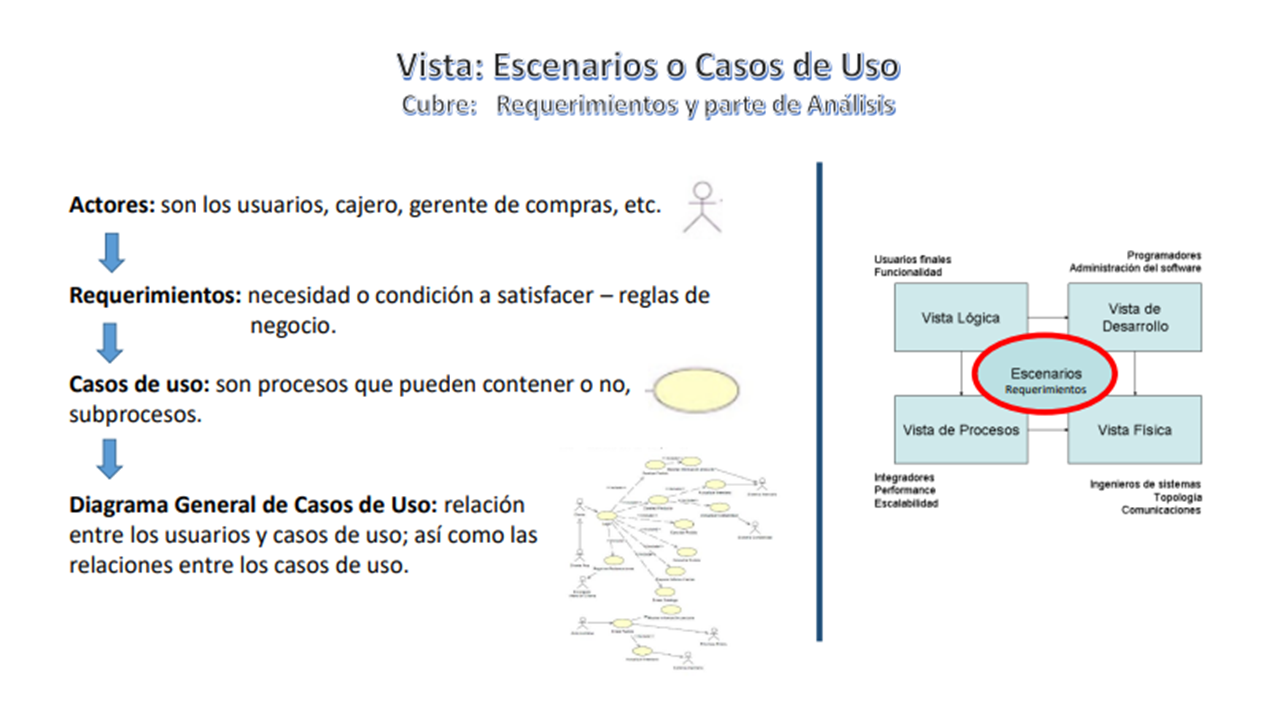 Vista: Escenarios o Casos de Uso
Cubre: Requerimientos y parte de Análisis
Actores: son los usuarios, cajero, gerente de compras, etc.
Requerimientos: necesidad o condición a satisfacer – reglas de
negocio.
Casos de uso: son procesos que pueden contener o no,
subprocesos.
Diagrama General de Casos de Uso: relación
entre los usuarios y casos de uso; así como las
relaciones entre los casos de uso.
Usuarios finales
Funcionalidad
Programadores
Administración del software
Vista Lógica
Vista de
Desarrollo
Escenarios
Requerimientos
Vista de Procesos
Vista Física
Integradores
Performance
Escalabilidad
Ingenieros de sistemas
Topología
Comunicaciones